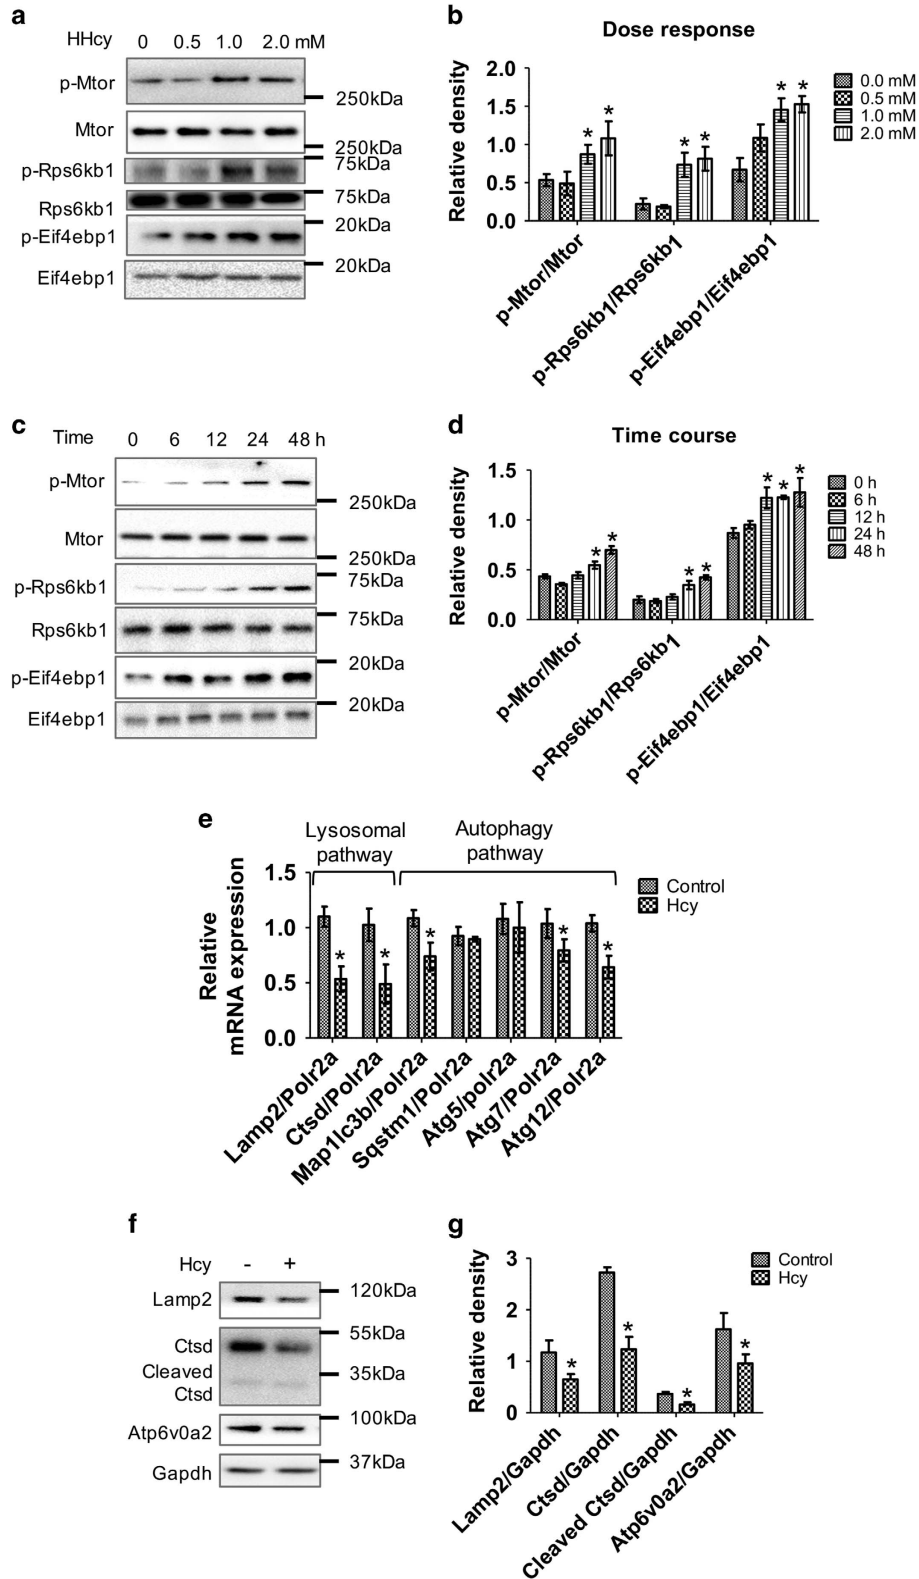 a
HHcy 0 0.5 1.0 2.0 mM
p-Mtor
250kDa
Mtor
250kDa
p-Rps6kb1
75kDa
Rps6kb1
75kDa
p-Eif4ebp1
20kDa
Eif4ebp1
20kDa
b
Dose response
Relative density
2.0
1.5
1.0
0.5
0.0
* * * * * *
0.0 mM
0.5 mM
1.0 mM
2.0 mM
p-Mtor/Mtor
p-Rps6kb1/Rps6kb1
p-Eif4ebp1/Eif4ebp1
c
Time 0 6 12 24 48 h
p-Mtor
250kDa
Mtor
250kDa
p-Rps6kb1
75kDa
Rps6kb1
75kDa
p-Eif4ebp1
20kDa
Eif4ebp1
20kDa
d
Time course
Relative density
1.5
1.0
0.5
0.0
* * * * * * *
0 h
6 h
12 h
24 h
48 h
p-Mtor/Mtor
p-Rps6kb1/Rps6kb1
p-Eif4ebp1/Eif4ebp1
e
Lysosomal
pathway
Autophagy
pathway
Relative
mRNA expression
1.5
1.0
0.5
0.0
* * * * *
Control
Hcy
Lamp2/Polr2a
Ctsd/Polr2a
Map1lc3b/Polr2a
Sqstm1/Polr2a
Atg5/polr2a
Atg7/Polr2a
Atg12/Polr2a
f
Hcy - +
Lamp2
120kDa
Ctsd
55kDa
Cleaved
Ctsd
35kDa
Atp6v0a2
100kDa
Gapdh
37kDa
g
Relative density
3
2
1
0
* * * *
Control
Hcy
Lamp2/Gapdh
Ctsd/Gapdh
Cleaved Ctsd/Gapdh
Atp6v0a2/Gapdh